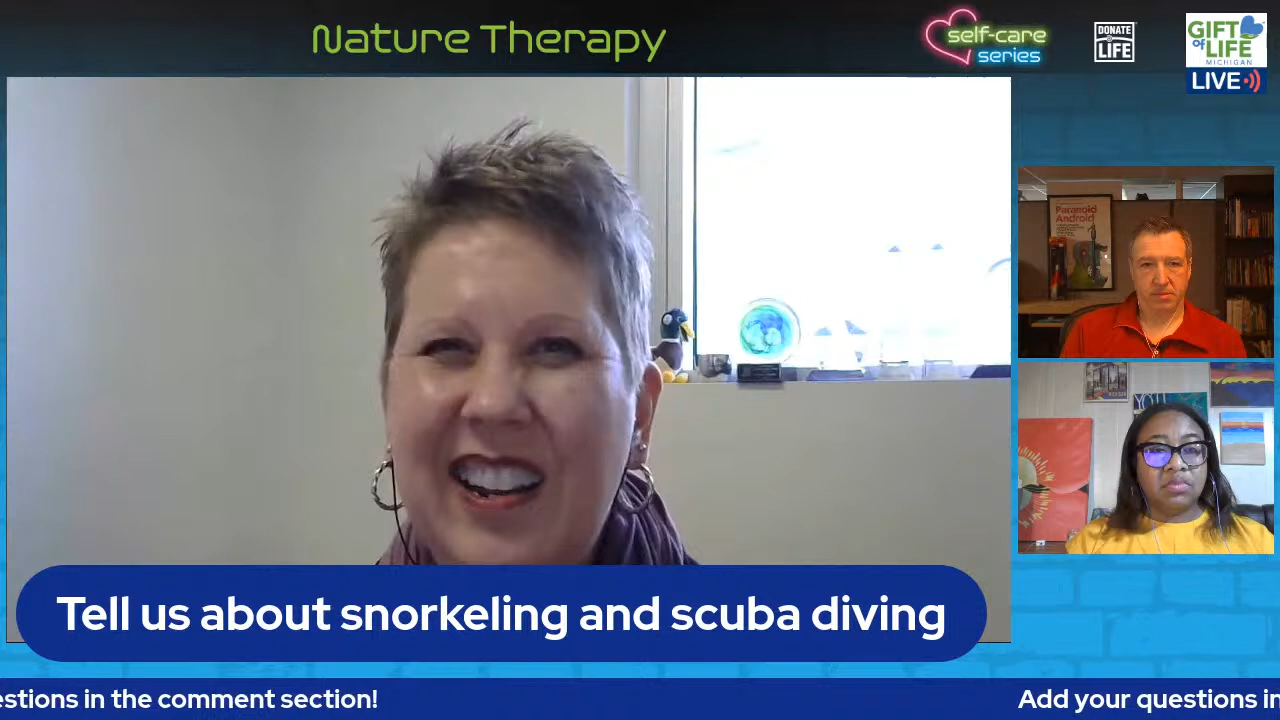 Nature Therapy
self-care
series
DONATE
LIFE
GIFT
of LIFE
MICHIGAN
LIVE
Paranoid
Android
YOU
Tell us about snorkeling and scuba diving
estions in the comment section!
Add your questions in